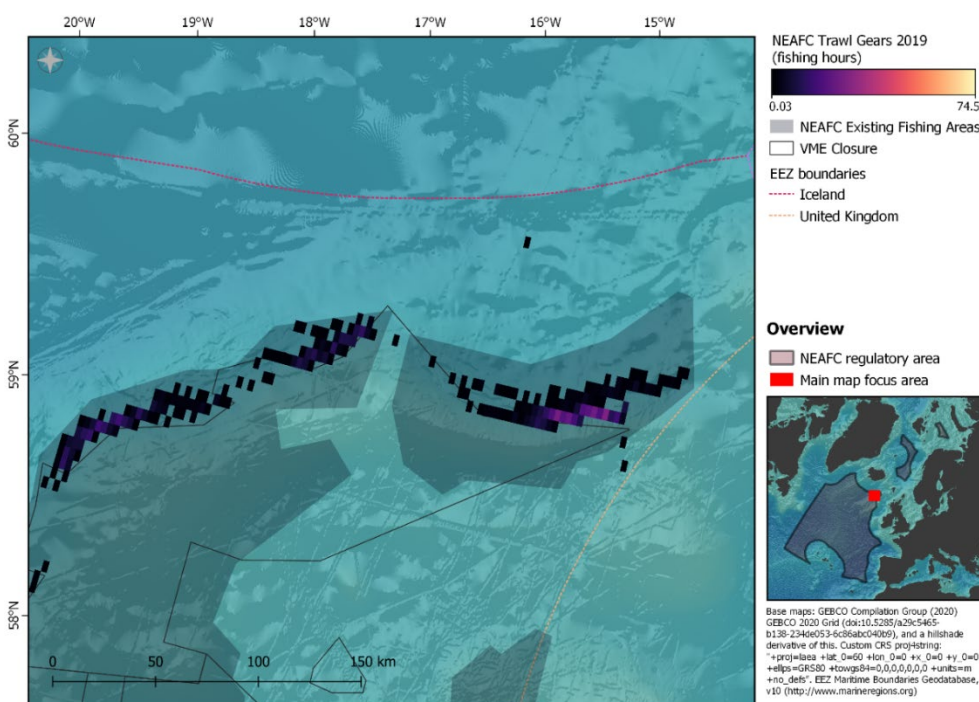 20°W 19°W 18°W 17°W 16°W 15°W
60°N
59°N
58°N
0 50 100 150 km
NEAFC Trawl Gears 2019
(fishing hours)
0.03 74.5
NEAFC Existing Fishing Areas
VME Closure
EEZ boundaries
Iceland
United Kingdom
Overview
NEAFC regulatory area
Main map focus area
Base maps: GEBCO Compilation Group (2020)
GEBCO 2020 Grid (doi:10.5285/a29c5465-
b138-234de053-6c86abc040b9), and a hillshade
derivative of this. Custom CRS proj4string:
"+proj=laea +lat_0=60 +lon_0=0 +x_0=0 +y_0=0
+ellps=GRS80 +towgs84=0,0,0,0,0,0,0 +units=m
+no_defs". EEZ Maritime Boundaries Geodatabase,
v10 (http://www.marineregions.org)